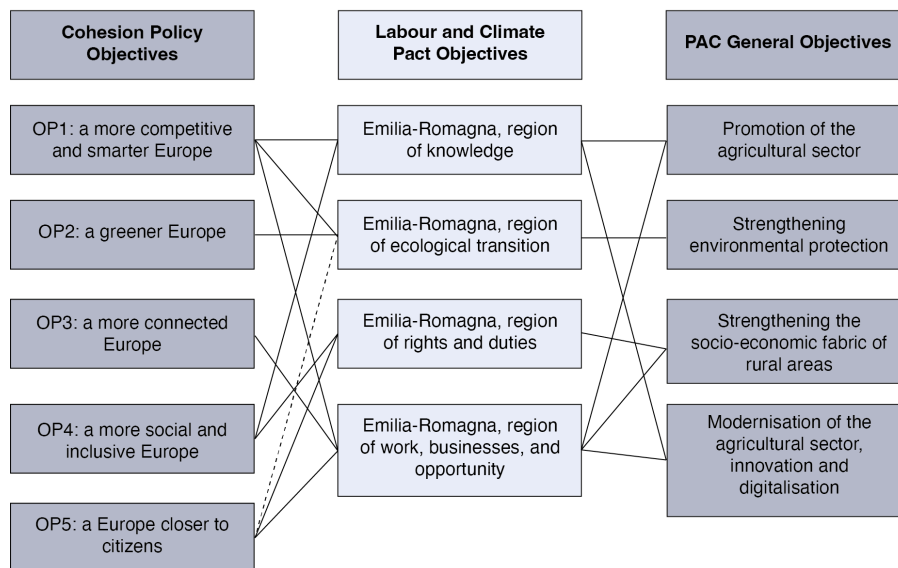 Cohesion Policy
Objectives
Labour and Climate
Pact Objectives
PAC General Objectives
OP1: a more competitive
and smarter Europe
Emilia-Romagna, region
of knowledge
Promotion of the
agricultural sector
OP2: a greener Europe
Emilia-Romagna, region
of ecological transition
Strengthening
environmental protection
OP3: a more connected
Europe
Emilia-Romagna, region
of rights and duties
Strengthening the
socio-economic fabric of
rural areas
OP4: a more social and
inclusive Europe
Emilia-Romagna, region
of work, businesses, and
opportunity
Modernisation of the
agricultural sector,
innovation and
digitalisation
OP5: a Europe closer to
citizens